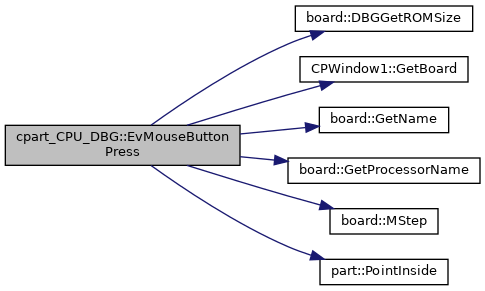 board::DBGGetROMSize
CPWindow1::GetBoard
board::GetName
cpart_CPU_DBG::EvMouseButton
Press
board::GetProcessorName
board::MStep
part::PointInside